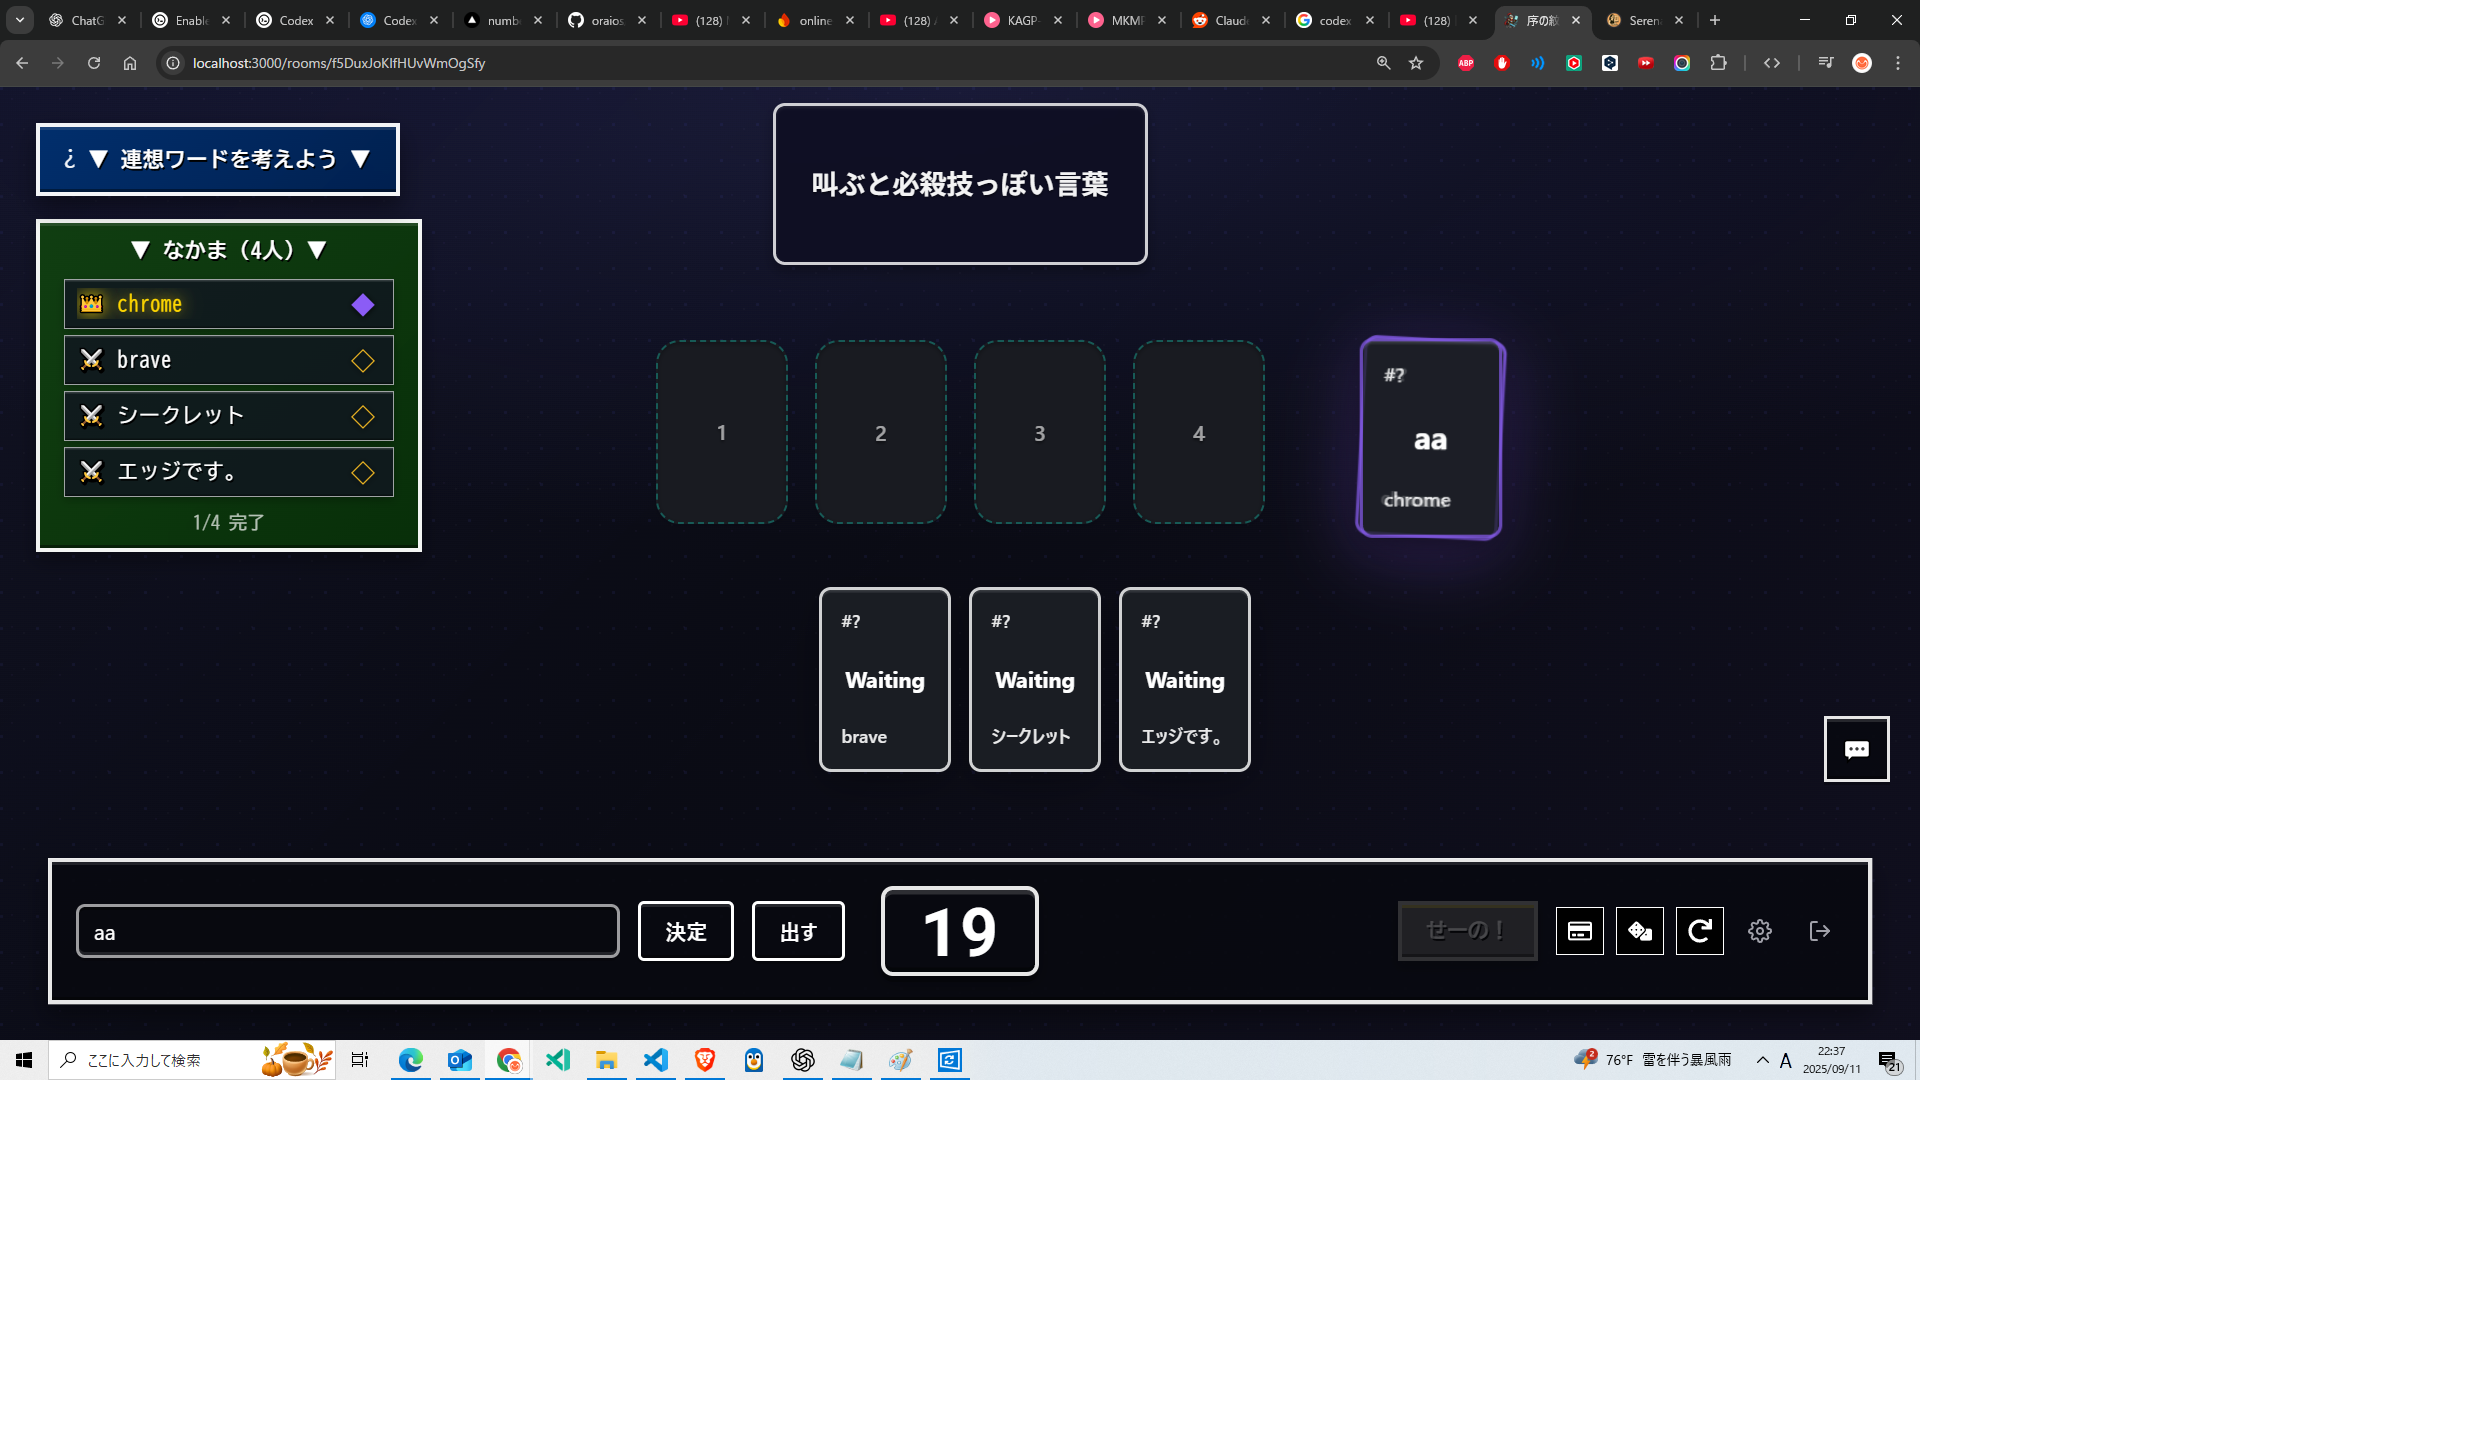 ChatG
Enable
Codex
Codex
numbe
oraios
(128)
online
(128)
KAGP-
MKMP
Claude
codex
(128)
序の紋
Seren
localhost:3000/rooms/f5DuxJoKIfHUvWmOgSfy
ABP
¿ ▼ 連想ワードを考えよう ▼
叫ぶと必殺技っぽい言葉
▼ なかま（4人）▼
chrome
brave
シークレット
エッジです。
1/4 完了
1
2
3
4
#?
aa
chrome
#?
Waiting
brave
#?
Waiting
シークレット
#?
Waiting
エッジです。
aa
決定
出す
19
せーの！
ここに入力して検索
2
76°F 雷を伴う暴風雨
A
22:37
2025/09/11
21